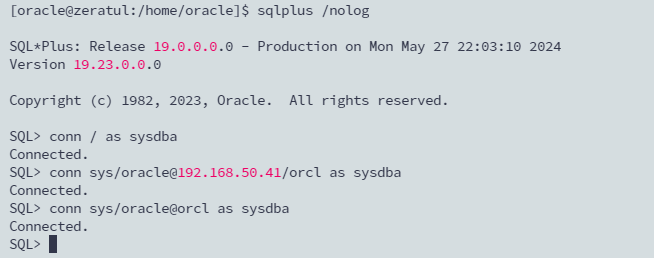 [oracle@zeratul:/home/oracle]$ sqlplus /nolog
SQL*Plus: Release 19.0.0.0.0 - Production on Mon May 27 22:03:10 2024
Version 19.23.0.0.0
Copyright (c) 1982, 2023, Oracle.  All rights reserved.
SQL> conn / as sysdba
Connected.
SQL> conn sys/oracle@192.168.50.41/orcl as sysdba
Connected.
SQL> conn sys/oracle@orcl as sysdba
Connected.
SQL>